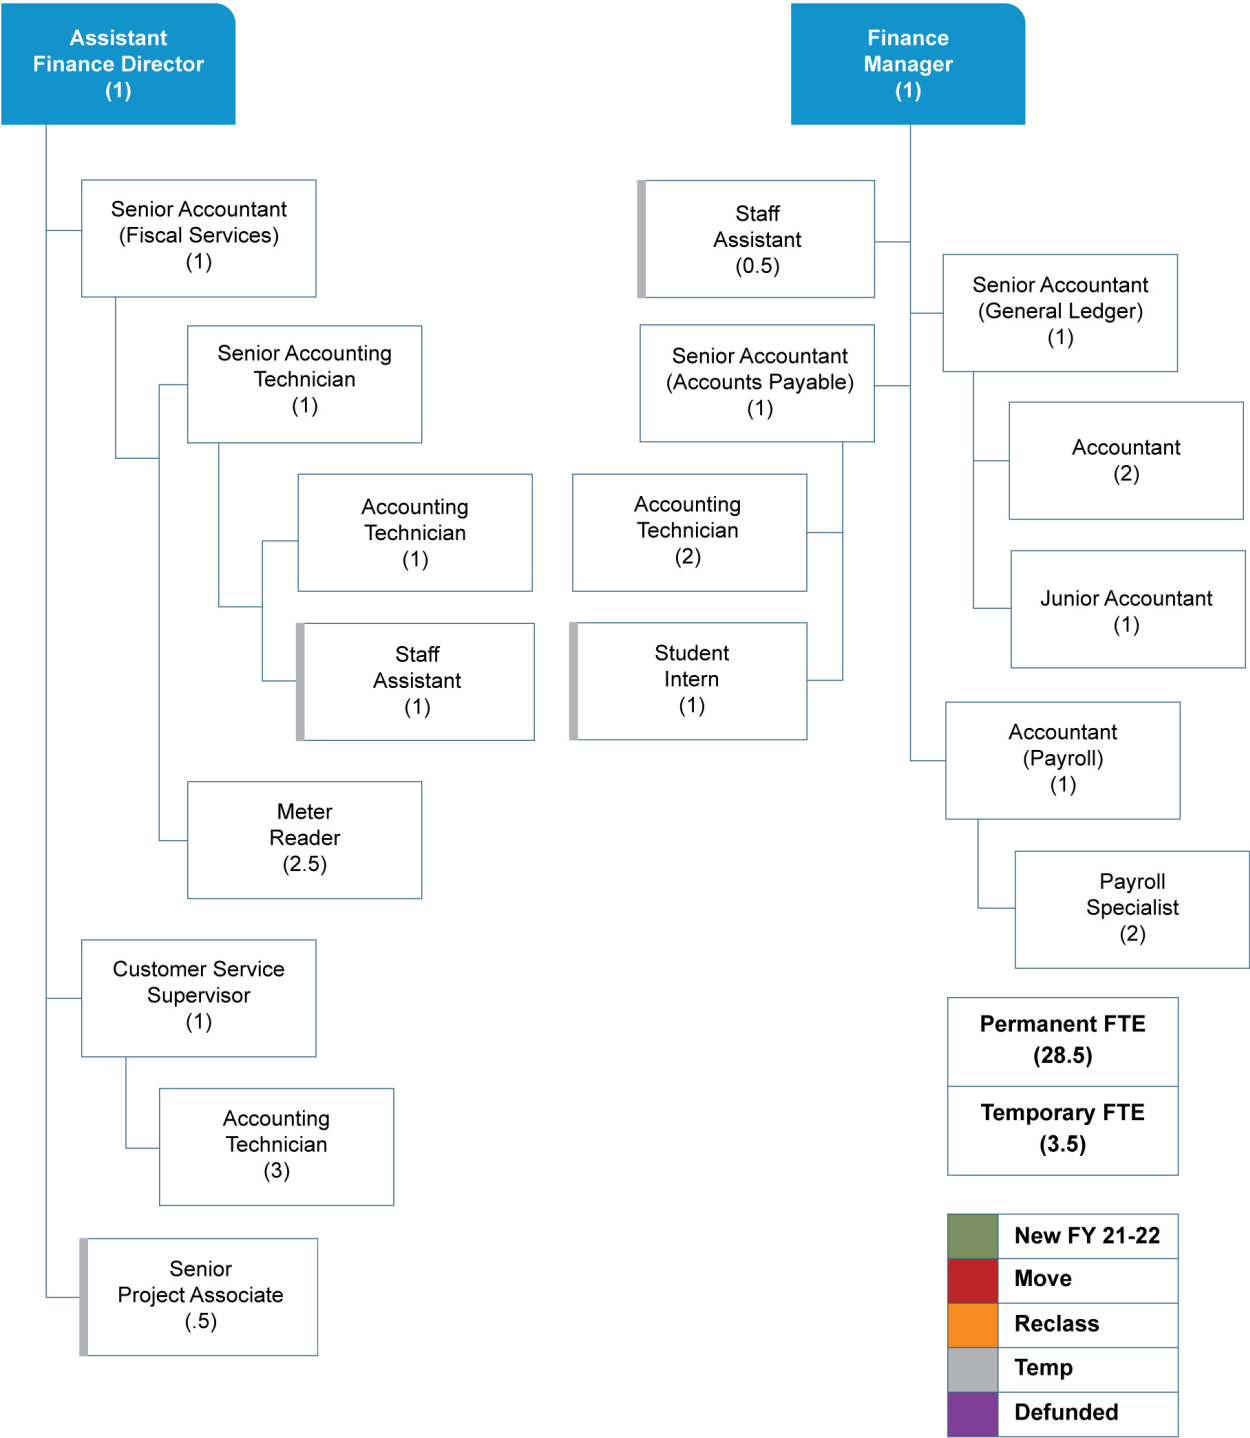 Assistant
Finance Director
(1)
Senior Accountant
(Fiscal Services)
(1)
Senior Accounting
Technician
(1)
Accounting
Technician
(1)
Staff
Assistant
(1)
Meter
Reader
(2.5)
Customer Service
Supervisor
(1)
Accounting
Technician
(3)
Senior
Project Associate
(.5)
Finance
Manager
(1)
Staff
Assistant
(0.5)
Senior Accountant
(Accounts Payable)
(1)
Accounting
Technician
(2)
Student
Intern
(1)
Senior Accountant
(General Ledger)
(1)
Accountant
(2)
Junior Accountant
(1)
Accountant
(Payroll)
(1)
Payroll
Specialist
(2)
Permanent FTE
(28.5)
Temporary FTE
(3.5)
New FY 21-22
Move
Reclass
Temp
Defunded